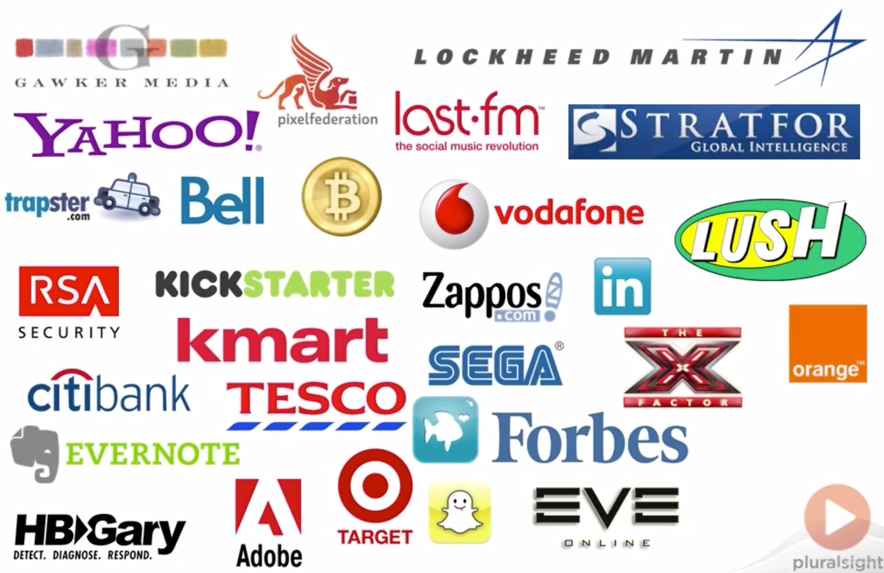 GAWKER MEDIA
pixelfederation
LOCKHEED MARTIN
YAHOO!®
last.fm™
the social music revolution
STRATFOR
GLOBAL INTELLIGENCE
trapster
.com
Bell
B
vodafone
LUSH
RSA
SECURITY
KICKSTARTER
Zappos
.com
in
kmart
SEGA®
THE
X
FACTOR
orange™
citibank
TESCO
Forbes
EVERNOTE
HBGary
DETECT. DIAGNOSE. RESPOND.
Adobe
TARGET
EVE
ONLINE
pluralsight